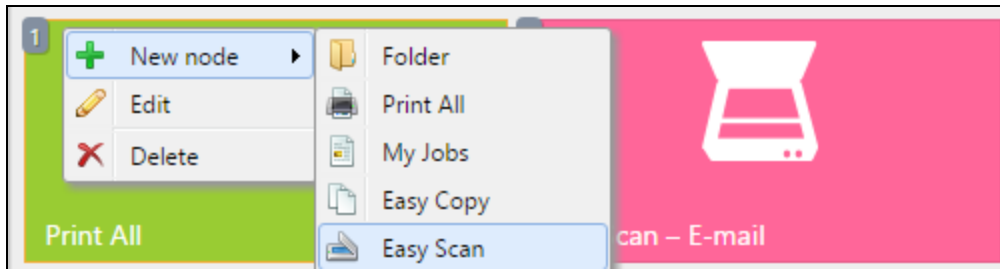 1
New node
Edit
Delete
Folder
Print All
My Jobs
Easy Copy
Easy Scan
Print All
can – E-mail